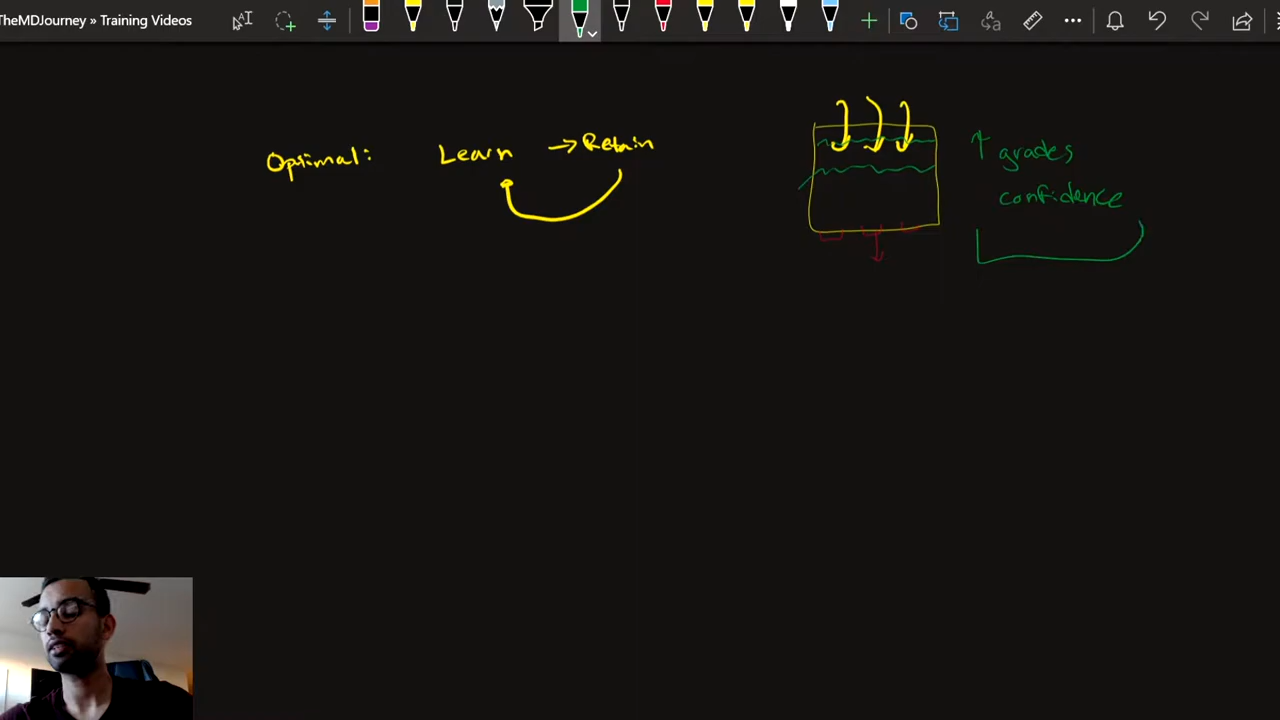 TheMDJourney » Training Videos
Optimal: Learn → Retain
↑ grades
confidence